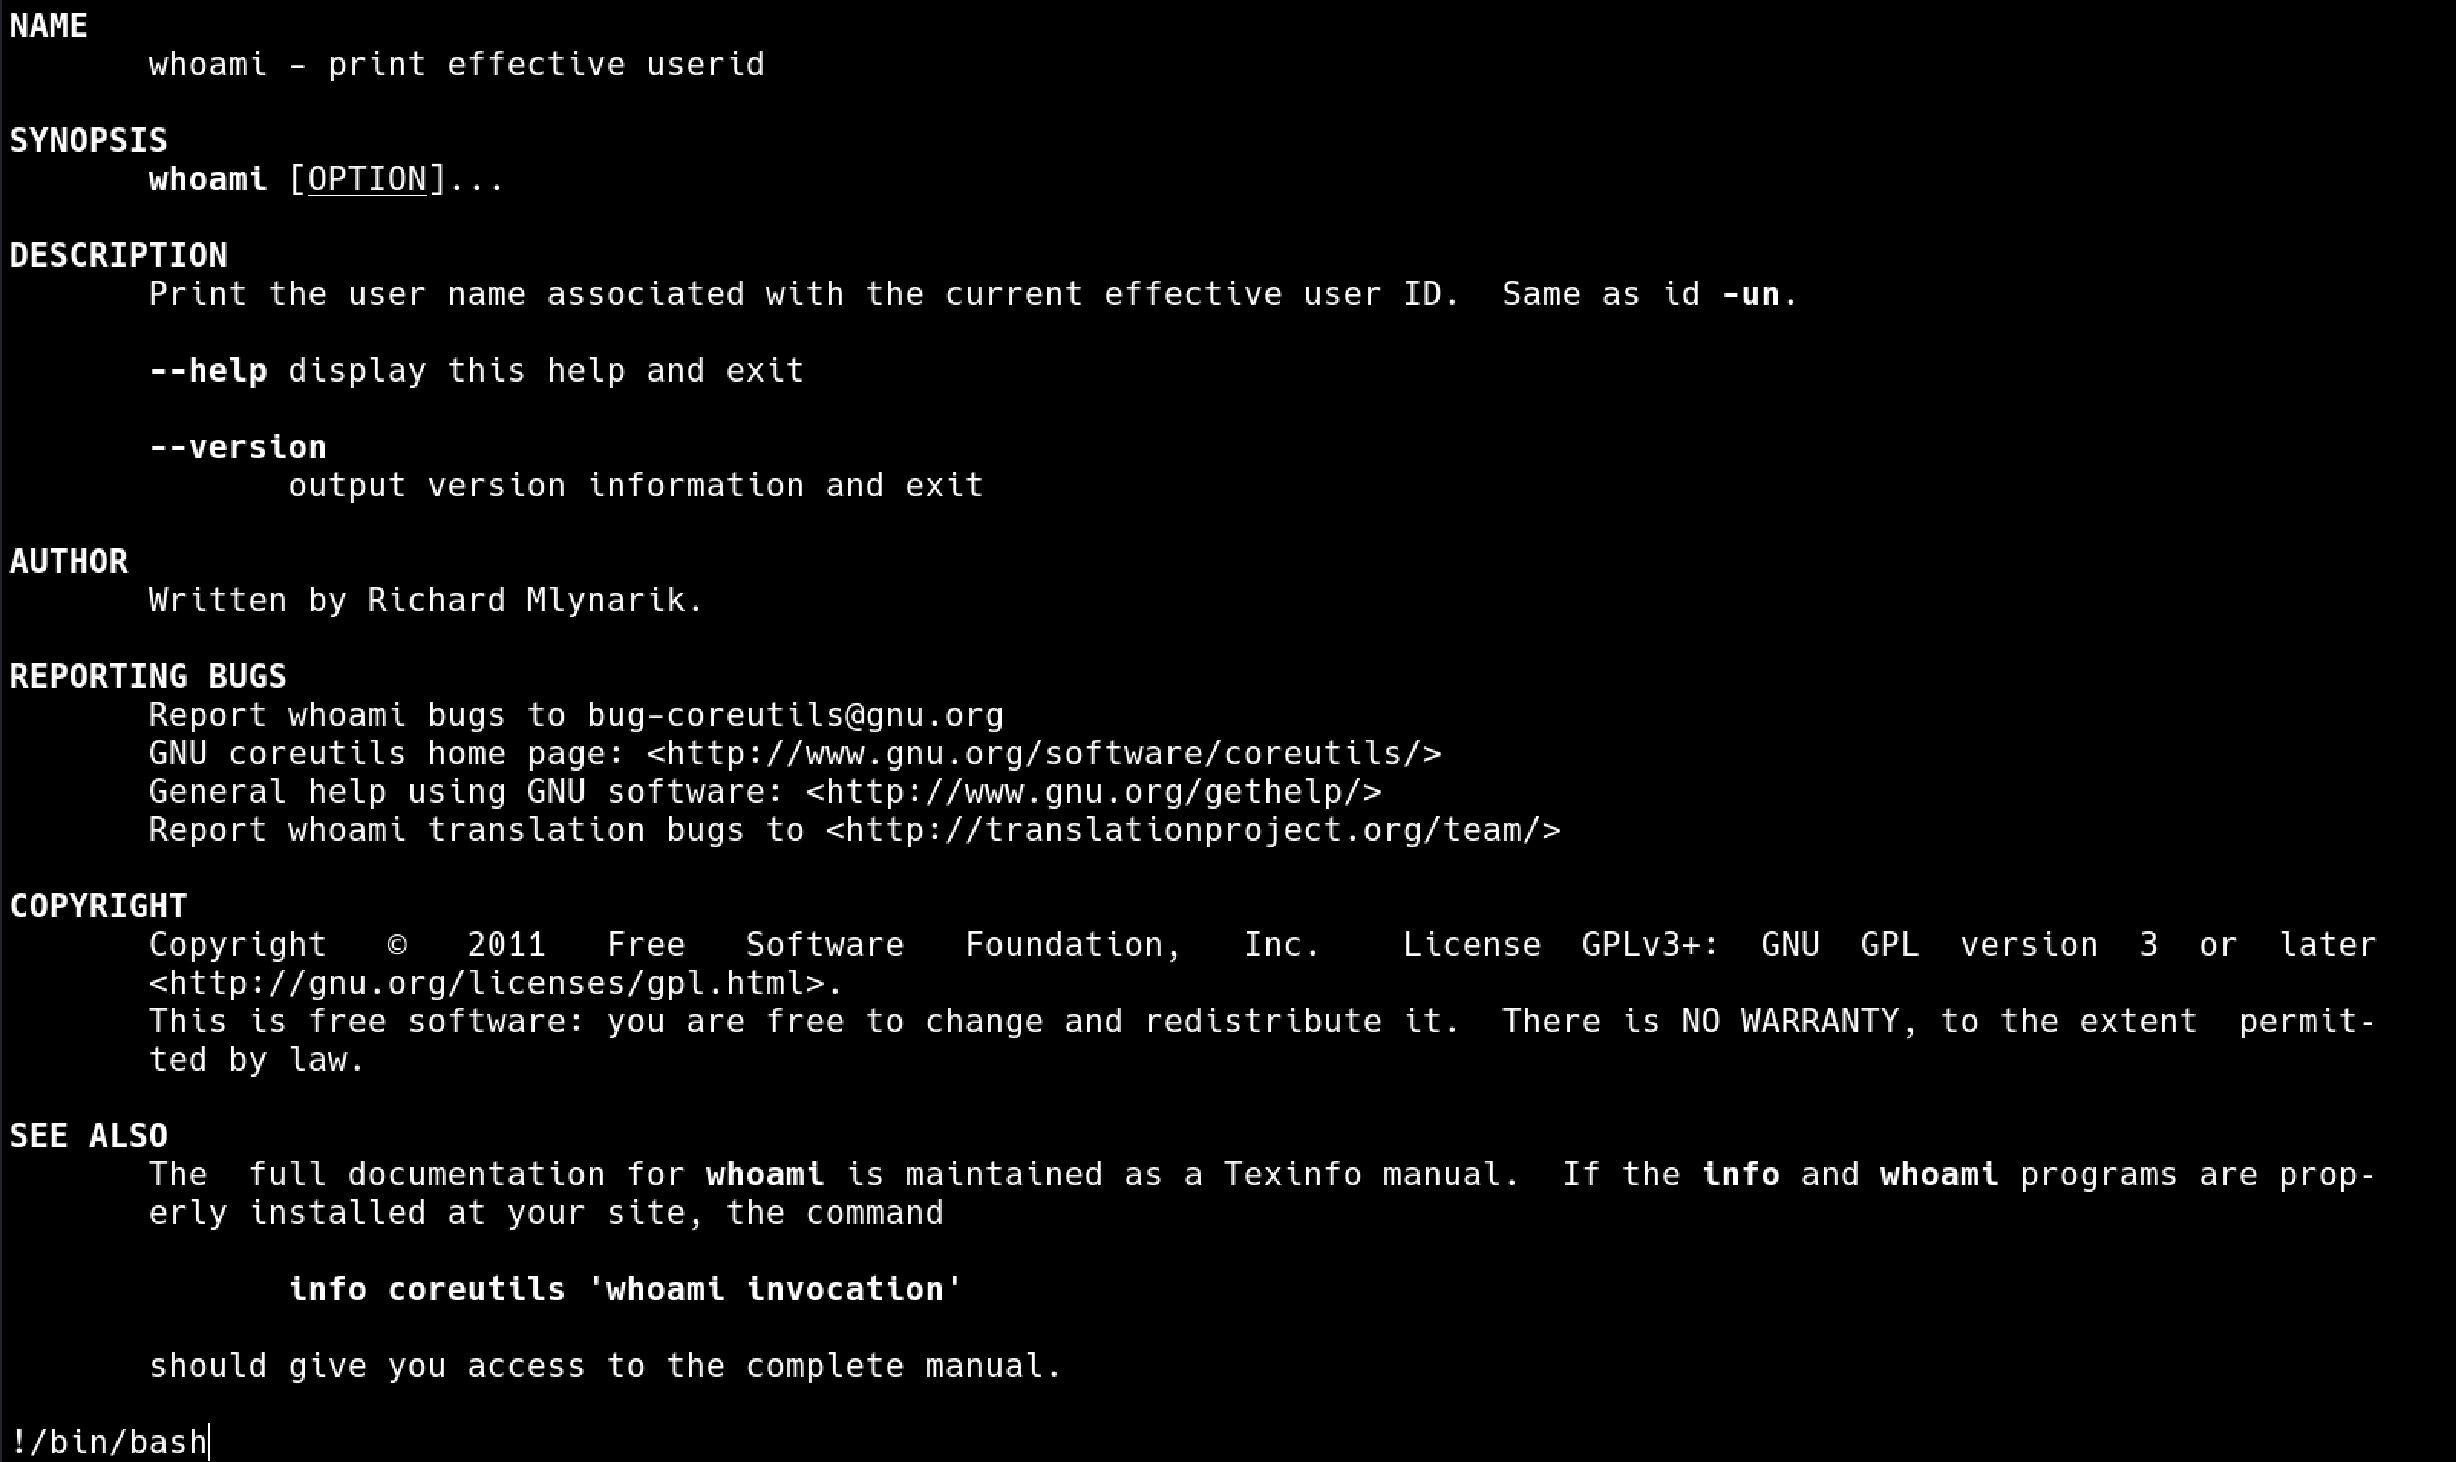 NAME
whoami - print effective userid
SYNOPSIS
whoami [OPTION]...
DESCRIPTION
Print the user name associated with the current effective user ID.  Same as id -un.
--help display this help and exit
--version
output version information and exit
AUTHOR
Written by Richard Mlynarik.
REPORTING BUGS
Report whoami bugs to bug-coreutils@gnu.org
GNU coreutils home page: <http://www.gnu.org/software/coreutils/>
General help using GNU software: <http://www.gnu.org/gethelp/>
Report whoami translation bugs to <http://translationproject.org/team/>
COPYRIGHT
Copyright   ©   2011   Free   Software   Foundation,   Inc.    License  GPLv3+:  GNU  GPL  version  3  or  later
<http://gnu.org/licenses/gpl.html>.
This is free software: you are free to change and redistribute it.  There is NO WARRANTY, to the extent  permit-
ted by law.
SEE ALSO
The  full documentation for whoami is maintained as a Texinfo manual.  If the info and whoami programs are prop-
erly installed at your site, the command
info coreutils 'whoami invocation'
should give you access to the complete manual.
!/bin/bash